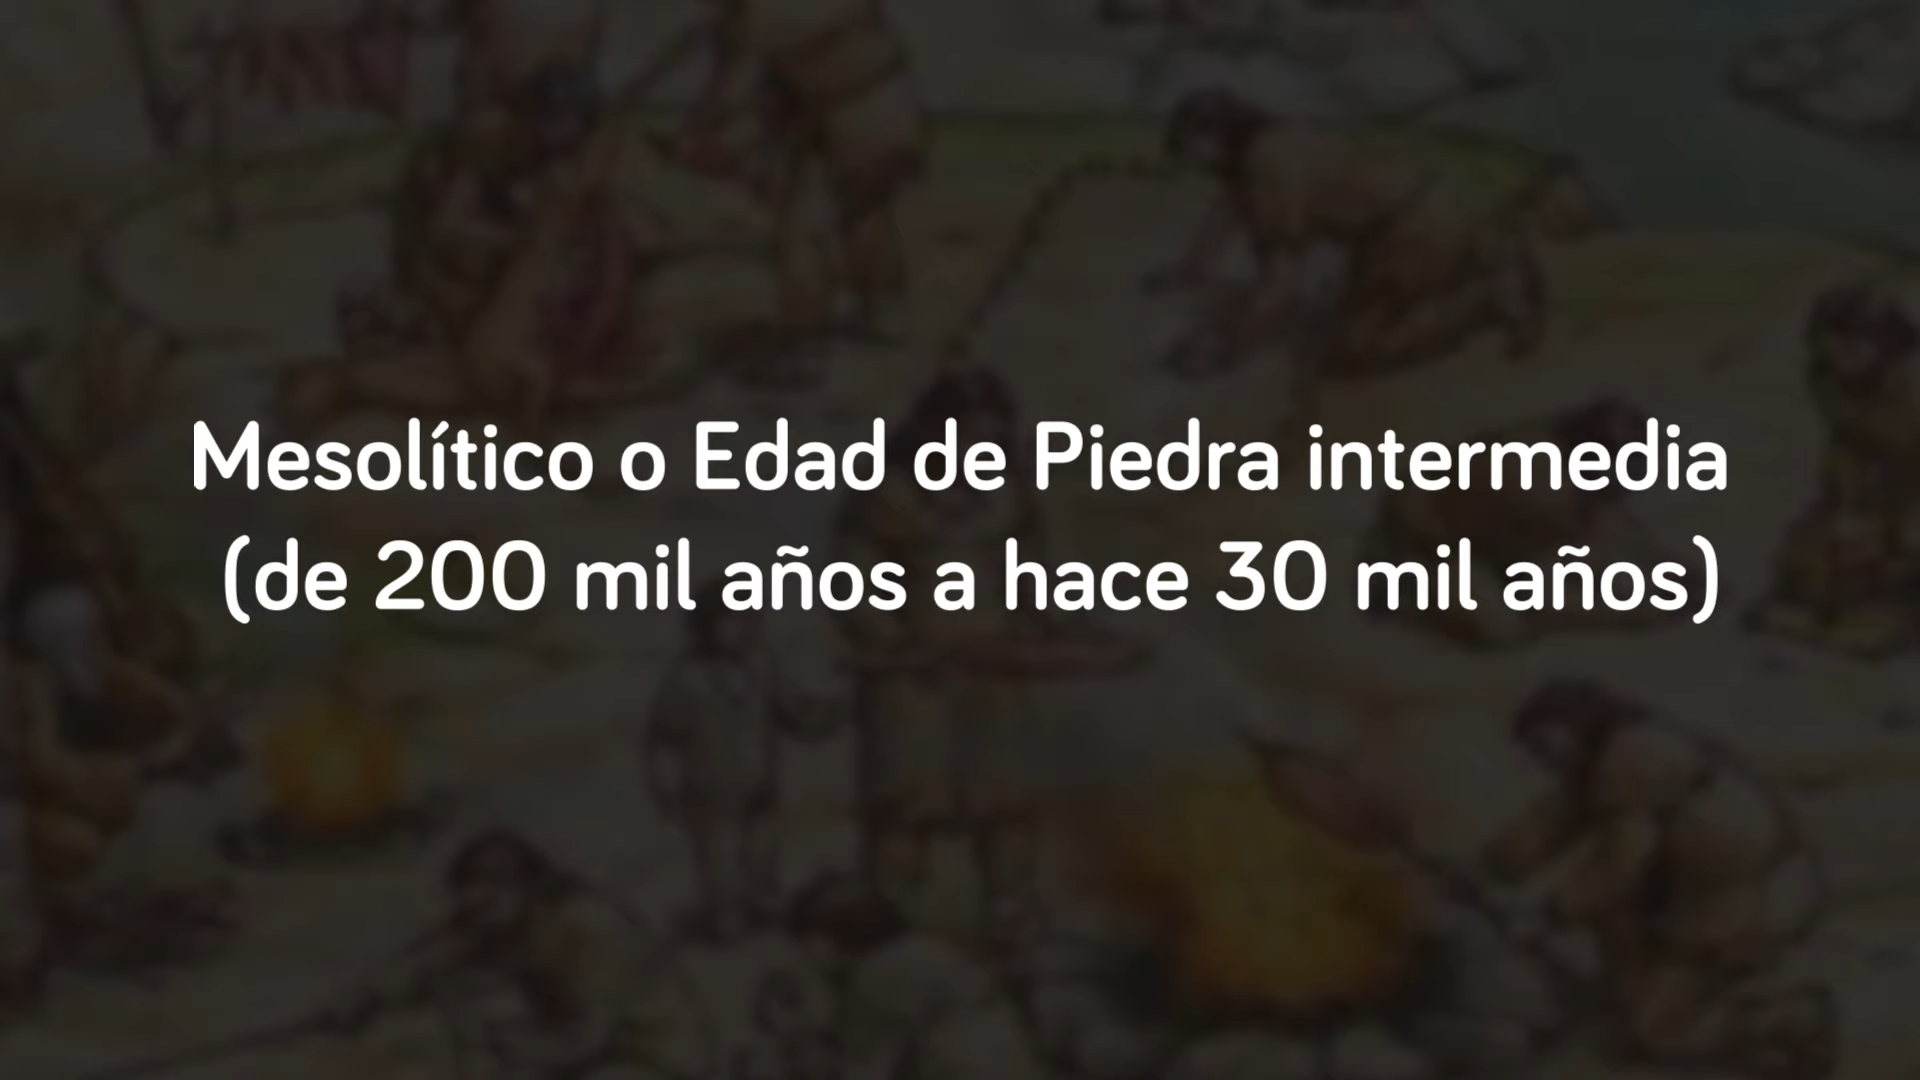 Mesolítico o Edad de Piedra intermedia
(de 200 mil años a hace 30 mil años)